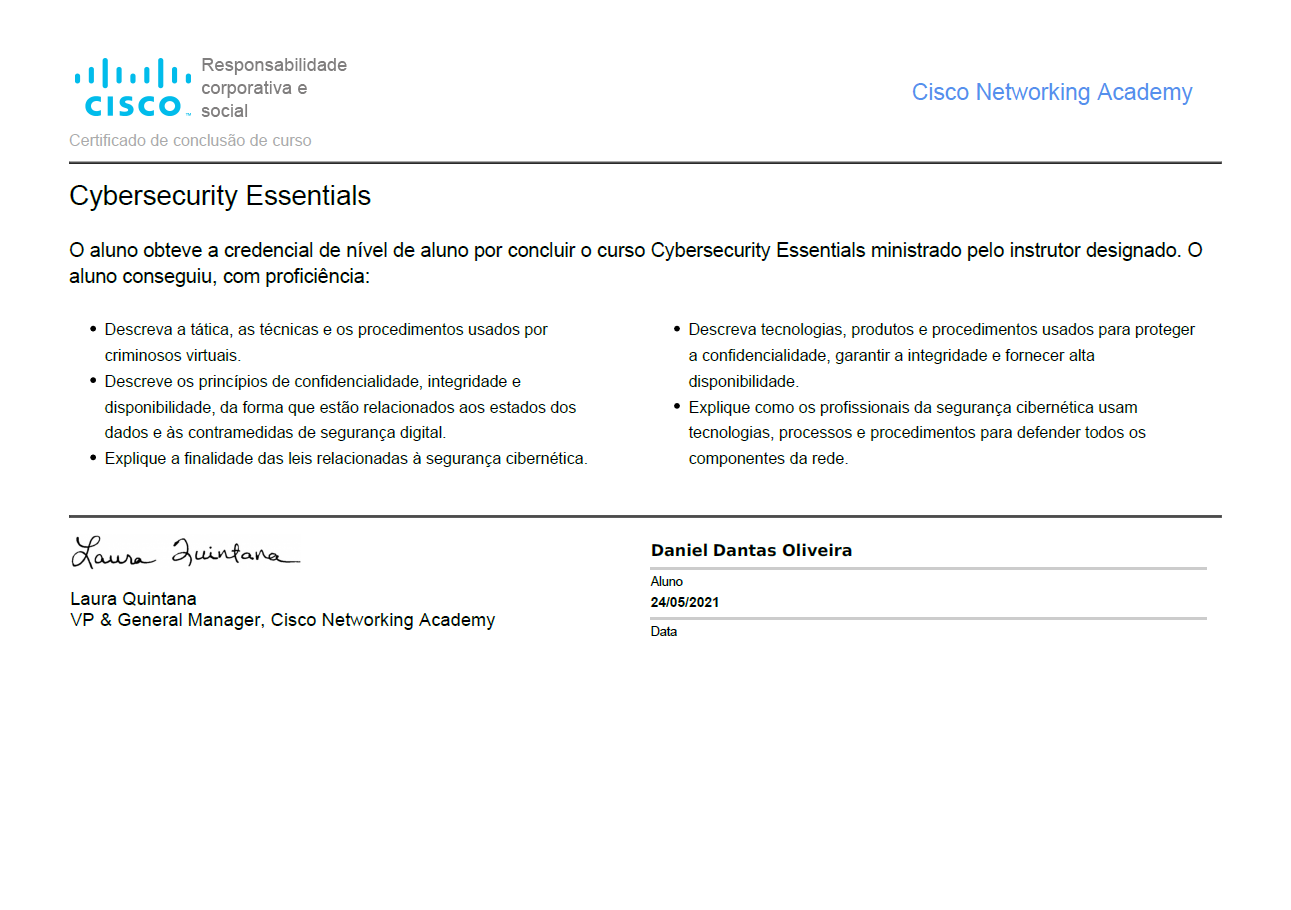 Responsabilidade
corporativa e
social
CISCO™
Cisco Networking Academy
Certificado de conclusão de curso
Cybersecurity Essentials
O aluno obteve a credencial de nível de aluno por concluir o curso Cybersecurity Essentials ministrado pelo instrutor designado. O
aluno conseguiu, com proficiência:
• Descreva a tática, as técnicas e os procedimentos usados por
criminosos virtuais.
• Descreve os princípios de confidencialidade, integridade e
disponibilidade, da forma que estão relacionados aos estados dos
dados e às contramedidas de segurança digital.
• Explique a finalidade das leis relacionadas à segurança cibernética.
• Descreva tecnologias, produtos e procedimentos usados para proteger
a confidencialidade, garantir a integridade e fornecer alta
disponibilidade.
• Explique como os profissionais da segurança cibernética usam
tecnologias, processos e procedimentos para defender todos os
componentes da rede.
Laura Quintana
Laura Quintana
VP & General Manager, Cisco Networking Academy
Daniel Dantas Oliveira
Aluno
24/05/2021
Data